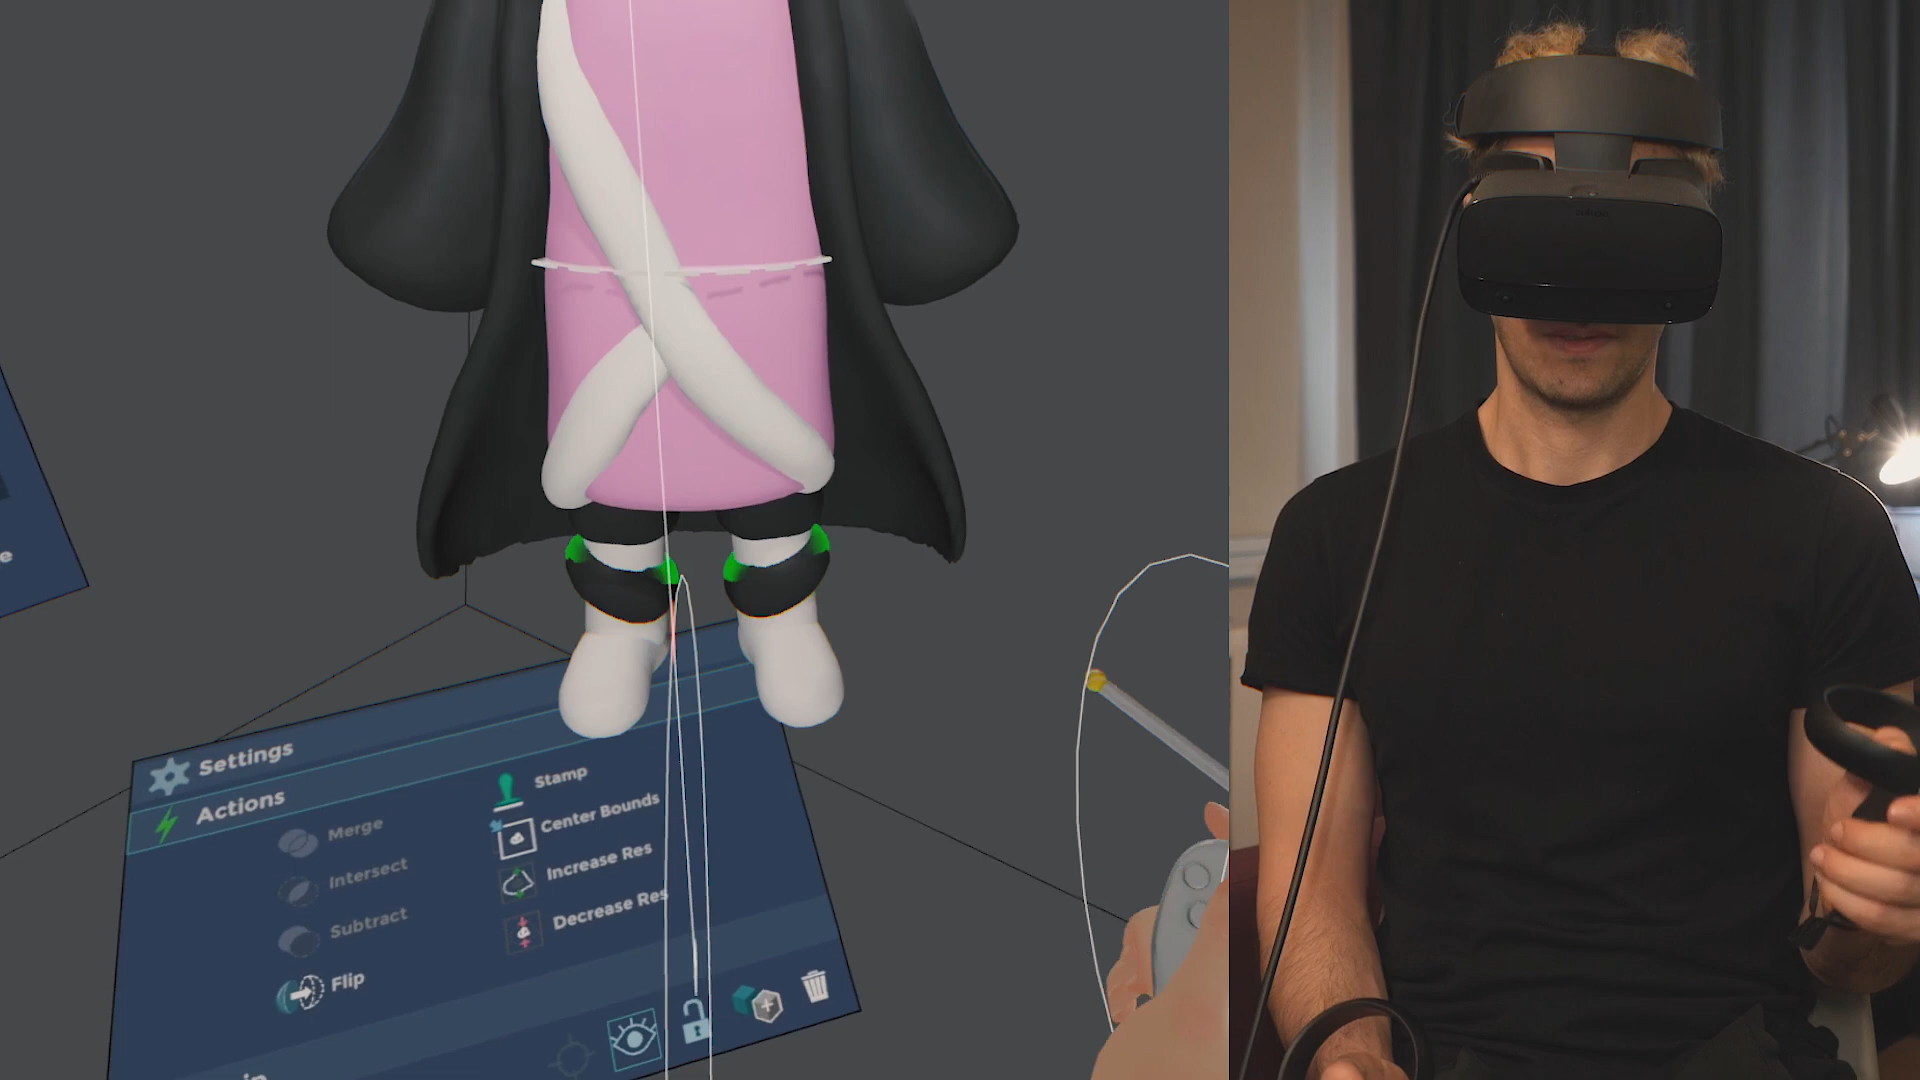 e
Settings
Actions
Merge
Intersect
Subtract
Flip
Stamp
Center Bounds
Increase Res
Decrease Res